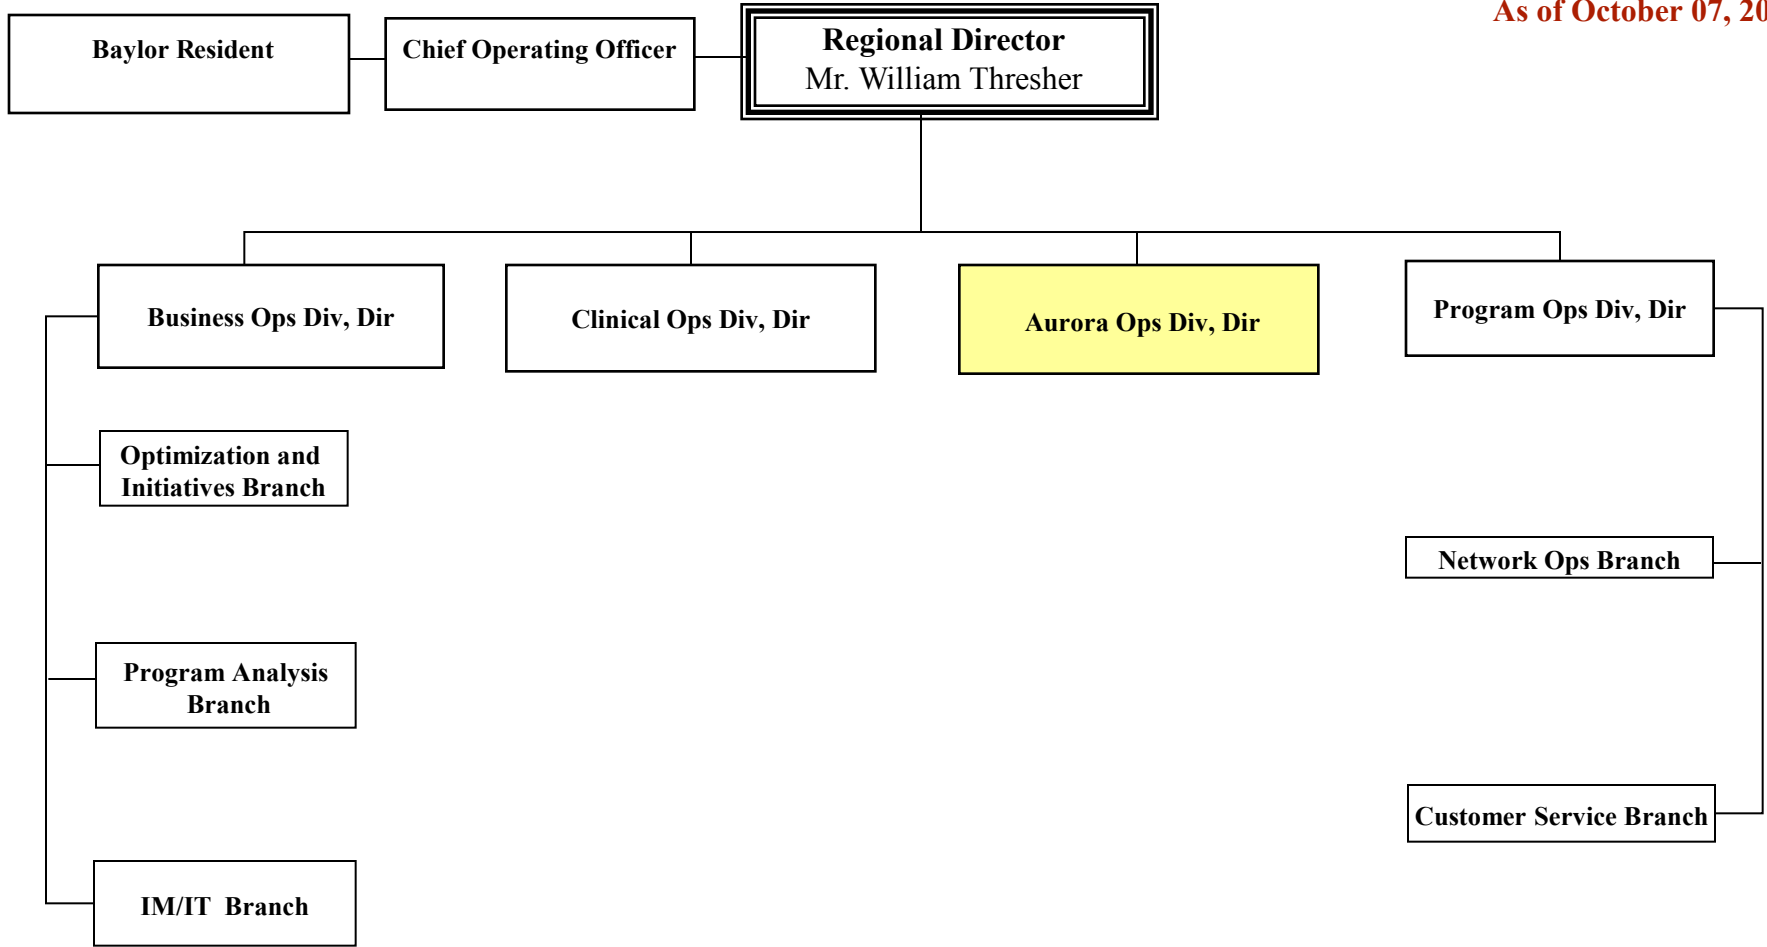 As of October 07, 20
Baylor Resident
Chief Operating Officer
Regional Director
Mr. William Thresher
Business Ops Div, Dir
Clinical Ops Div, Dir
Aurora Ops Div, Dir
Program Ops Div, Dir
Optimization and
Initiatives Branch
Network Ops Branch
Program Analysis
Branch
Customer Service Branch
IM/IT Branch